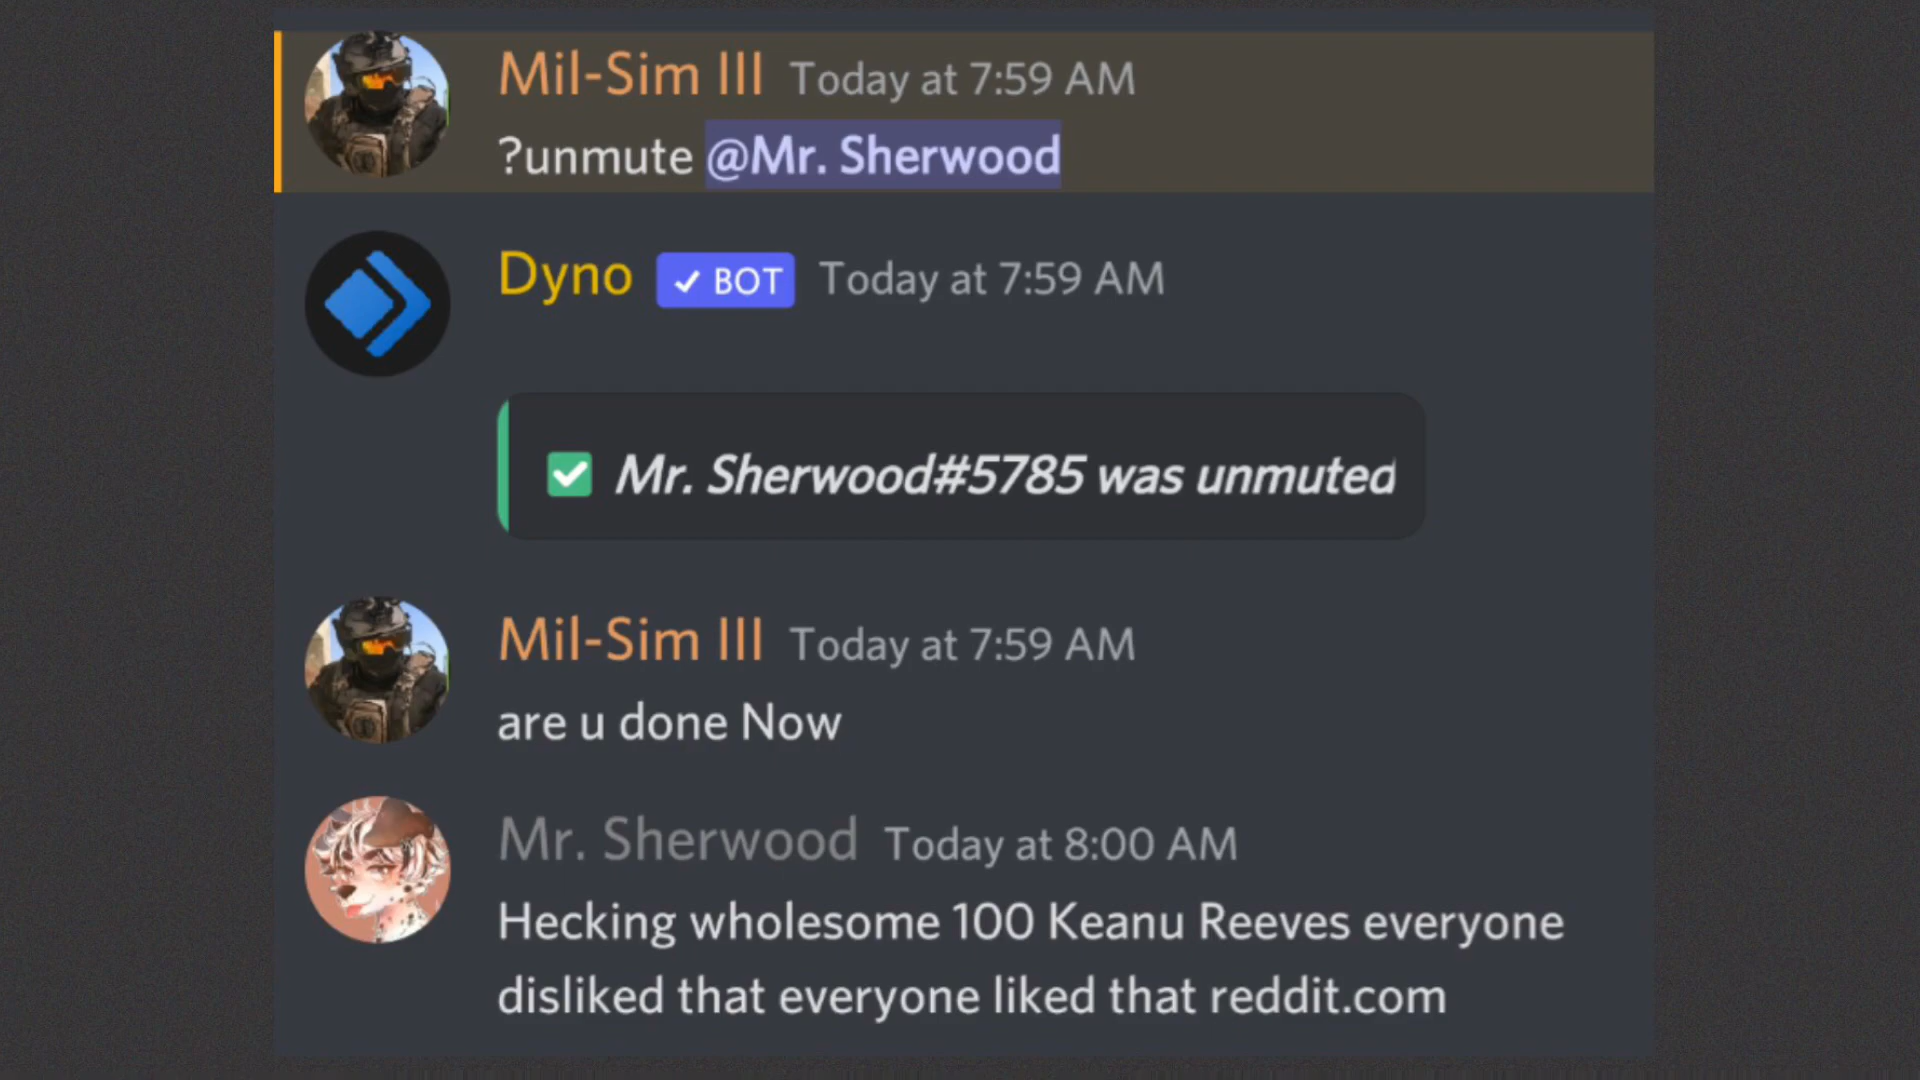 Mil-Sim III Today at 7:59 AM
?unmute @Mr. Sherwood
Dyno ✓ BOT Today at 7:59 AM
✅ Mr. Sherwood#5785 was unmuted
Mil-Sim III Today at 7:59 AM
are u done Now
Mr. Sherwood Today at 8:00 AM
Hecking wholesome 100 Keanu Reeves everyone
disliked that everyone liked that reddit.com